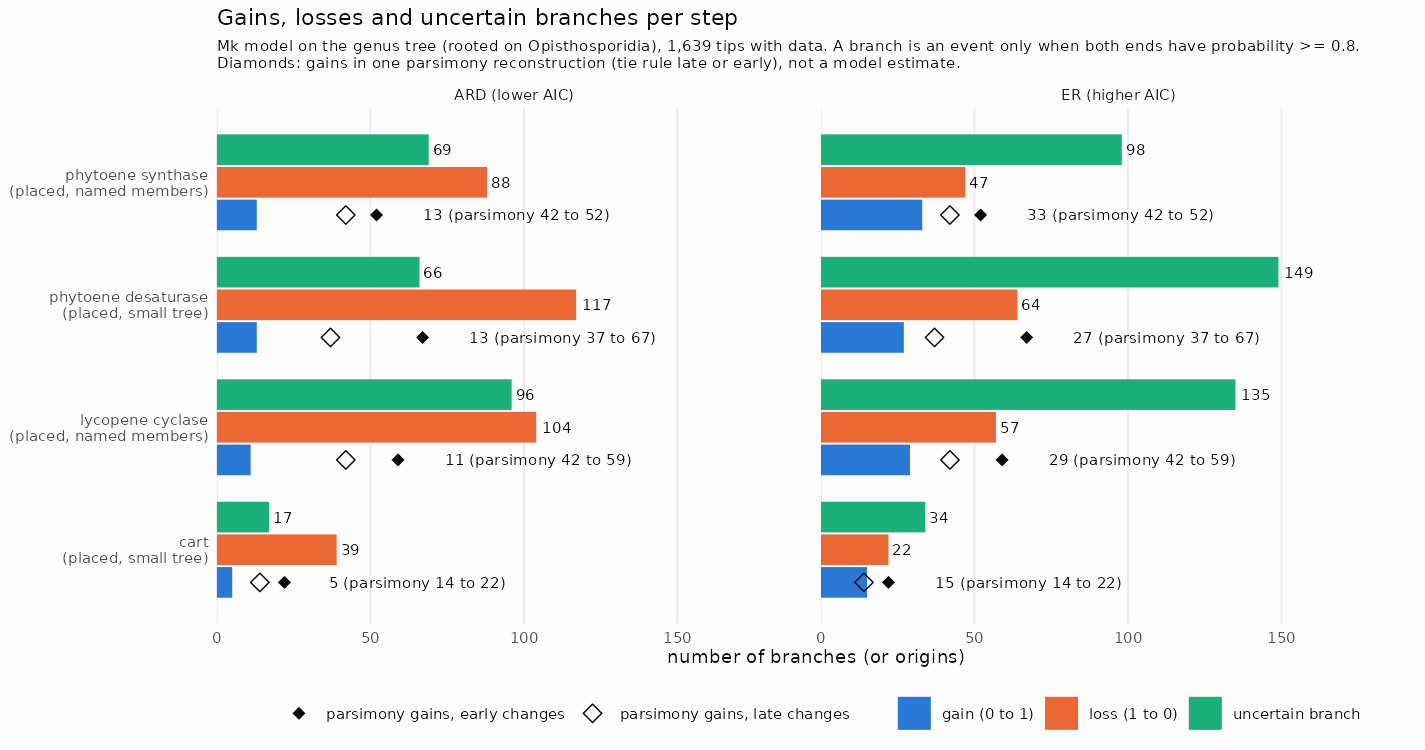 Gains, losses and uncertain branches per step
Mk model on the genus tree (rooted on Opisthosporidia), 1,639 tips with data. A branch is an event only when both ends have probability >= 0.8.
Diamonds: gains in one parsimony reconstruction (tie rule late or early), not a model estimate.
ARD (lower AIC)
ER (higher AIC)
phytoene synthase
(placed, named members)
69
88
13 (parsimony 42 to 52)
98
47
33 (parsimony 42 to 52)
phytoene desaturase
(placed, small tree)
66
117
13 (parsimony 37 to 67)
149
64
27 (parsimony 37 to 67)
lycopene cyclase
(placed, named members)
96
104
11 (parsimony 42 to 59)
135
57
29 (parsimony 42 to 59)
cart
(placed, small tree)
17
39
5 (parsimony 14 to 22)
34
22
15 (parsimony 14 to 22)
0 50 100 150
0 50 100 150
number of branches (or origins)
parsimony gains, early changes
parsimony gains, late changes
gain (0 to 1)
loss (1 to 0)
uncertain branch